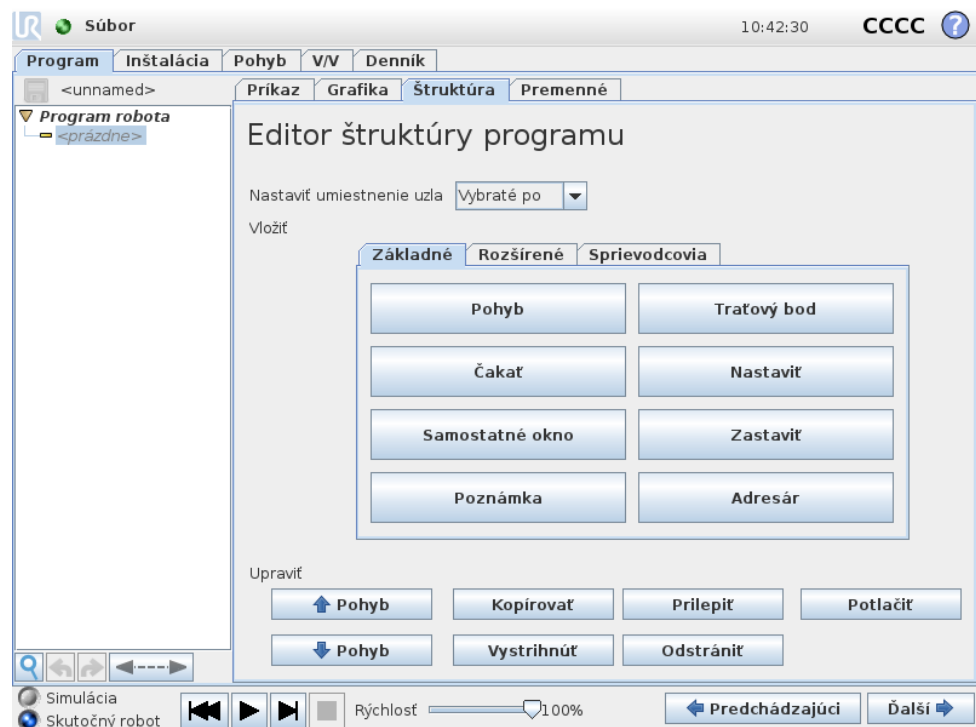 UR Súbor 10:42:30 CCCC ?
Program Inštalácia Pohyb V/V Denník
<unnamed> Príkaz Grafika Štruktúra Premenné
Program robota
<prázdne>
Editor štruktúry programu
Nastaviť umiestnenie uzla Vybraté po
Vložiť
Základné Rozšírené Sprievodcovia
Pohyb Traťový bod
Čakať Nastaviť
Samostatné okno Zastaviť
Poznámka Adresár
Upraviť
Pohyb Kopírovať Prilepiť Potlačiť
Pohyb Vystrihnúť Odstrániť
Simulácia
Skutočný robot
Rýchlosť 100% Predchádzajúci Ďalší